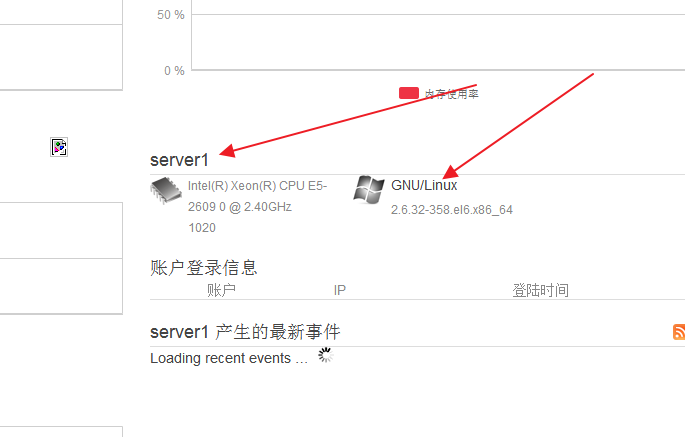 50 %
0 %
内存使用率
server1
Intel(R) Xeon(R) CPU E5-
2609 0 @ 2.40GHz
1020
GNU/Linux
2.6.32-358.el6.x86_64
账户登录信息
账户 IP 登陆时间
server1 产生的最新事件
Loading recent events ...